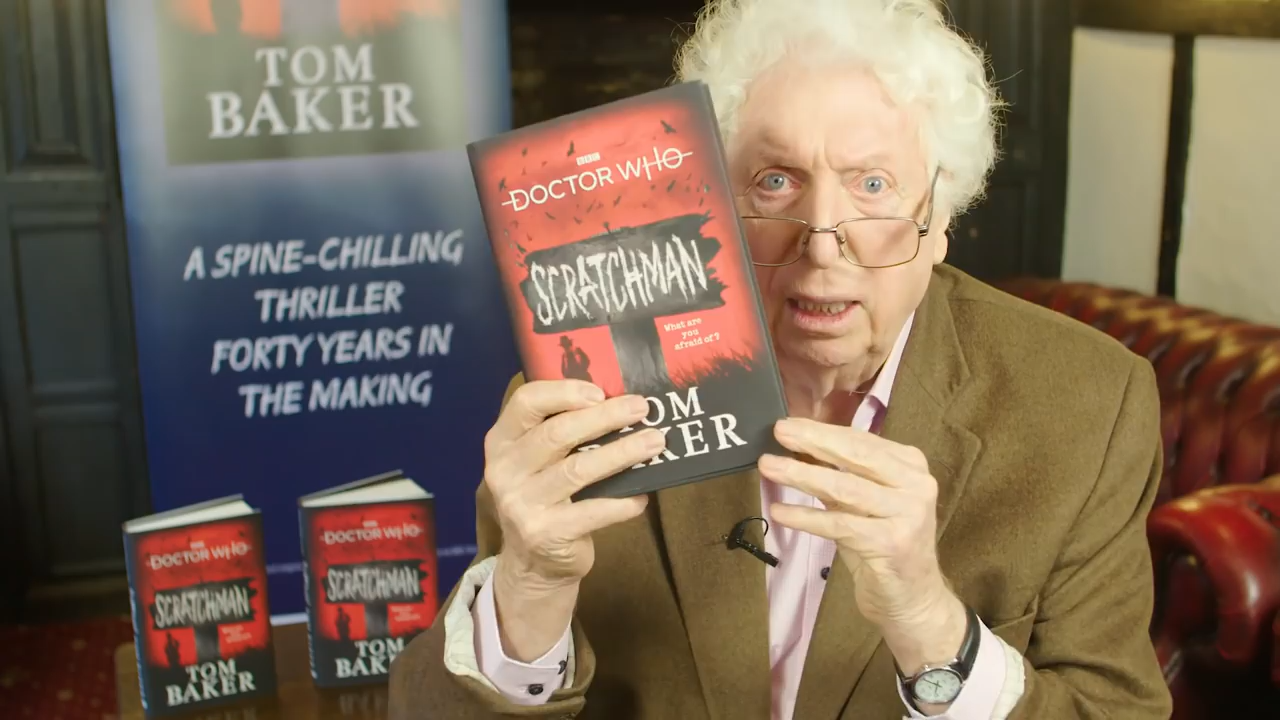 TOM
BAKER
A SPINE-CHILLING
THRILLER
FORTY YEARS IN
THE MAKING
BBC
DOCTOR WHO
SCRATCHMAN
What are
you
afraid of?
TOM
BAKER
DOCTOR WHO
SCRATCHMAN
TOM
BAKER
DOCTOR WHO
SCRATCHMAN
TOM
BAKER